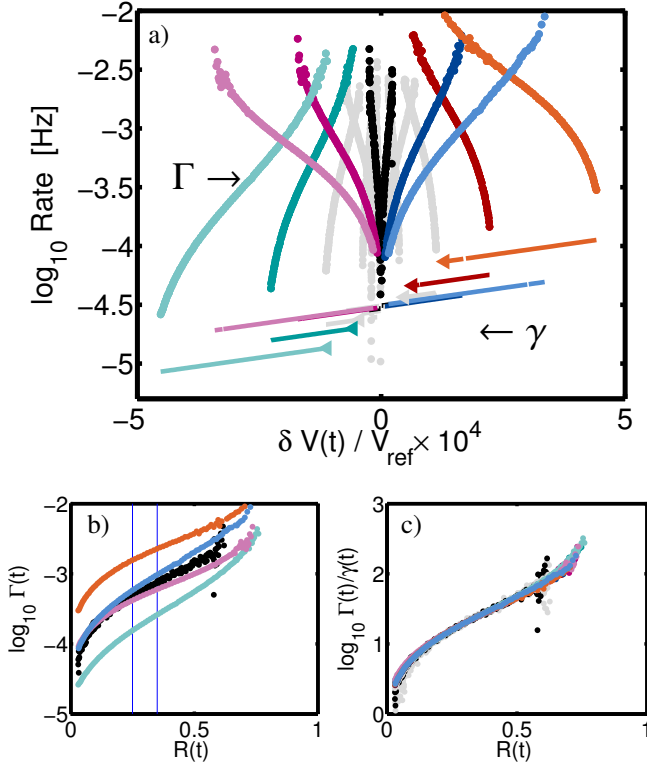 a)
log10 Rate [Hz]
−2
−2.5
−3
−3.5
−4
−4.5
−5
Γ →
← γ
−5 0 5
δ V(t) / Vref × 10^4
b)
log10 Γ(t)
−2
−3
−4
−5
0 0.5 1
R(t)
c)
log10 Γ(t)/γ(t)
3
2
1
0
0 0.5 1
R(t)